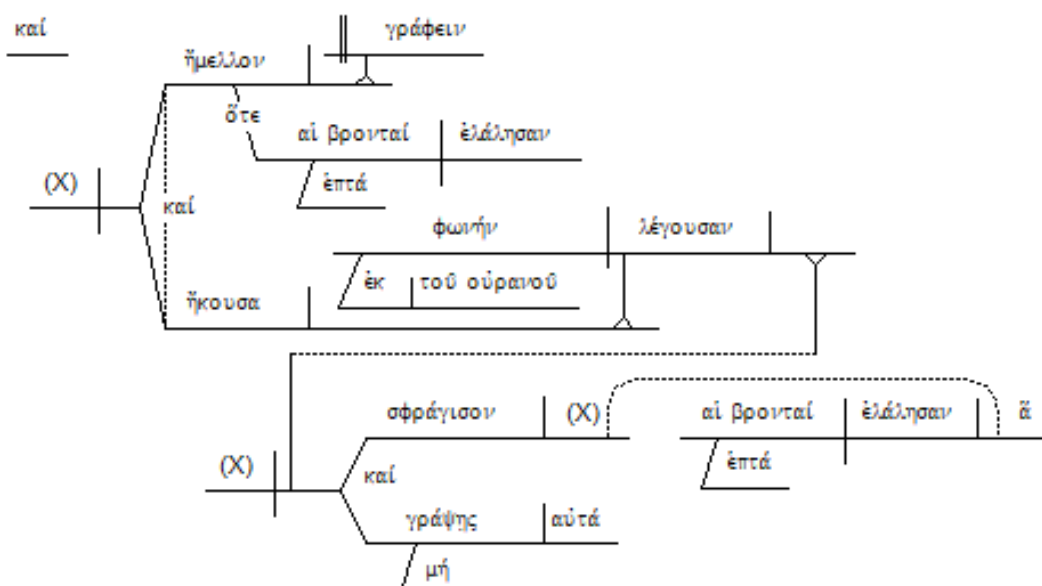 καί
ἤμελλον γράφειν
ὅτε
αἱ βρονταί ἐλάλησαν
ἑπτά
(X)
καί
φωνήν λέγουσαν
ἐκ τοῦ οὐρανοῦ
ἤκουσα
σφράγισον (X) αἱ βρονταί ἐλάλησαν ἅ
ἑπτά
(X)
καί
γράψῃς αὐτά
μή